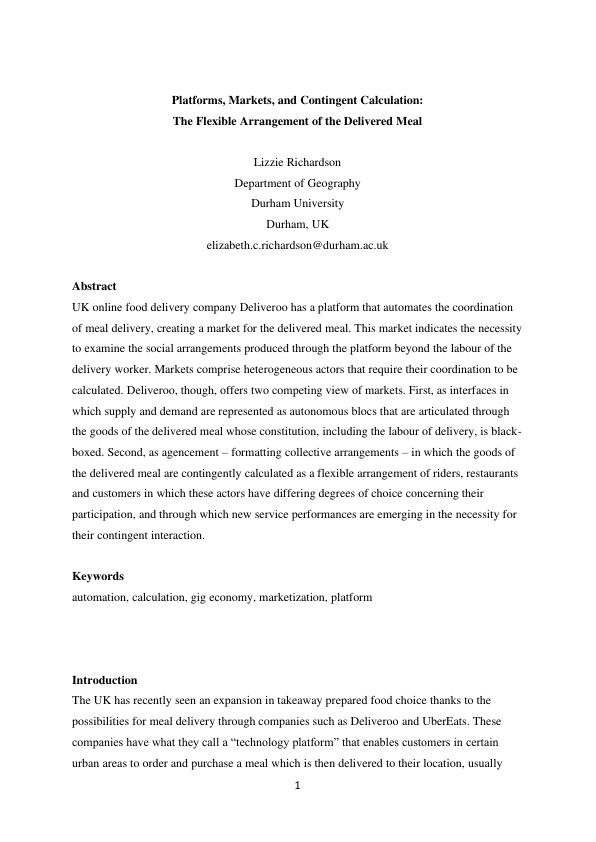 Platforms, Markets, and Contingent Calculation:
The Flexible Arrangement of the Delivered Meal
Lizzie Richardson
Department of Geography
Durham University
Durham, UK
elizabeth.c.richardson@durham.ac.uk
Abstract
UK online food delivery company Deliveroo has a platform that automates the coordination
of meal delivery, creating a market for the delivered meal. This market indicates the necessity
to examine the social arrangements produced through the platform beyond the labour of the
delivery worker. Markets comprise heterogeneous actors that require their coordination to be
calculated. Deliveroo, though, offers two competing view of markets. First, as interfaces in
which supply and demand are represented as autonomous blocs that are articulated through
the goods of the delivered meal whose constitution, including the labour of delivery, is black-
boxed. Second, as agencement – formatting collective arrangements – in which the goods of
the delivered meal are contingently calculated as a flexible arrangement of riders, restaurants
and customers in which these actors have differing degrees of choice concerning their
participation, and through which new service performances are emerging in the necessity for
their contingent interaction.
Keywords
automation, calculation, gig economy, marketization, platform
Introduction
The UK has recently seen an expansion in takeaway prepared food choice thanks to the
possibilities for meal delivery through companies such as Deliveroo and UberEats. These
companies have what they call a “technology platform” that enables customers in certain
urban areas to order and purchase a meal which is then delivered to their location, usually
1